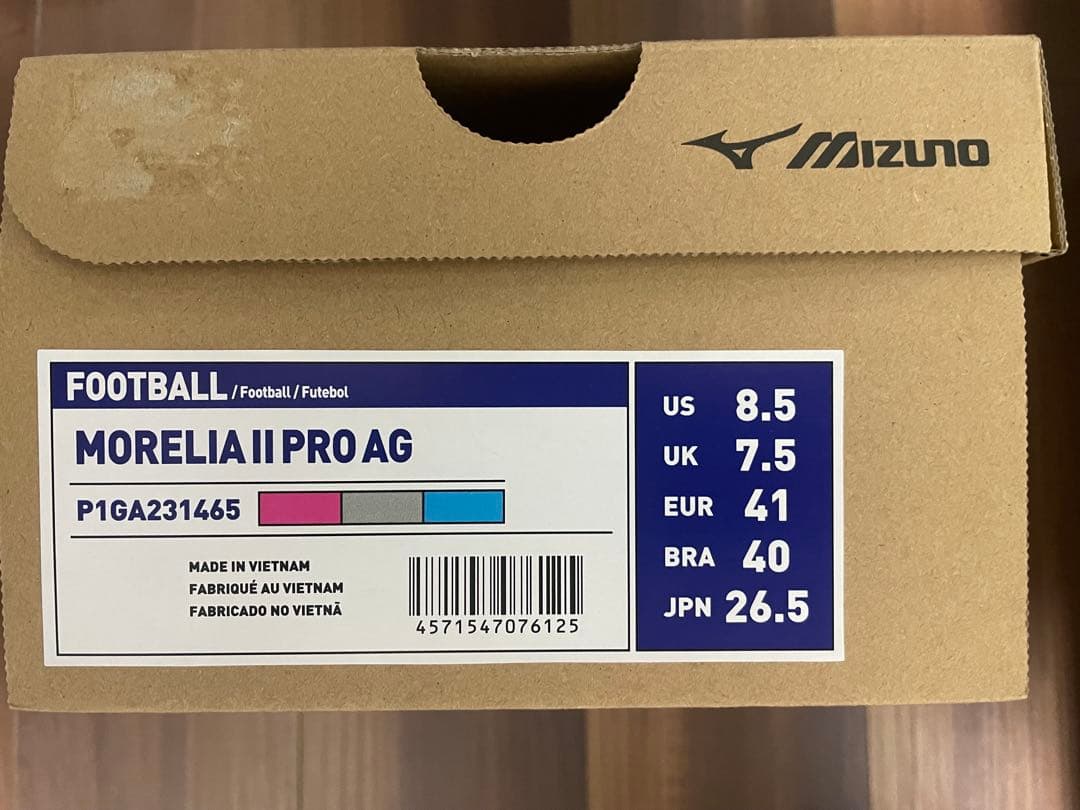 MIZUNO
FOOTBALL / Football / Futebol
MORELIA II PRO AG
P1GA231465
MADE IN VIETNAM
FABRIQUÉ AU VIETNAM
FABRICADO NO VIETNÃ
4571547076125
US 8.5
UK 7.5
EUR 41
BRA 40
JPN 26.5